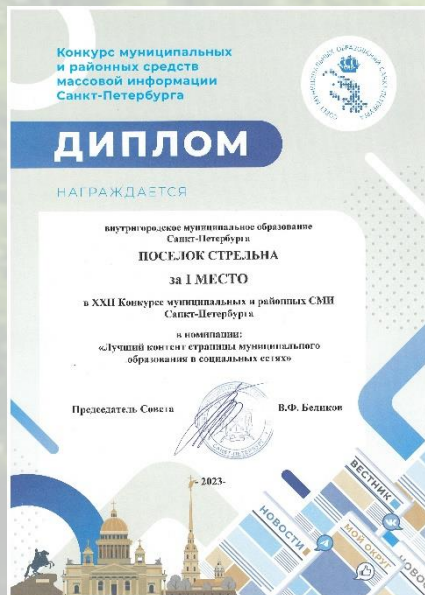 Конкурс муниципальных
и районных средств
массовой информации
Санкт-Петербурга
ДИПЛОМ
НАГРАЖДАЕТСЯ
внутригородское муниципальное образование
Санкт-Петербурга
ПОСЕЛОК СТРЕЛЬНА
за 1 МЕСТО
в XXII Конкурсе муниципальных и районных СМИ
Санкт-Петербурга
в номинации:
«Лучший контент страницы муниципального
образования в социальных сетях»
Председатель Совета В.Ф. Беликов
- 2023-
ВЕСТНИК
НОВОСТИ
МОЙ ОКРУГ